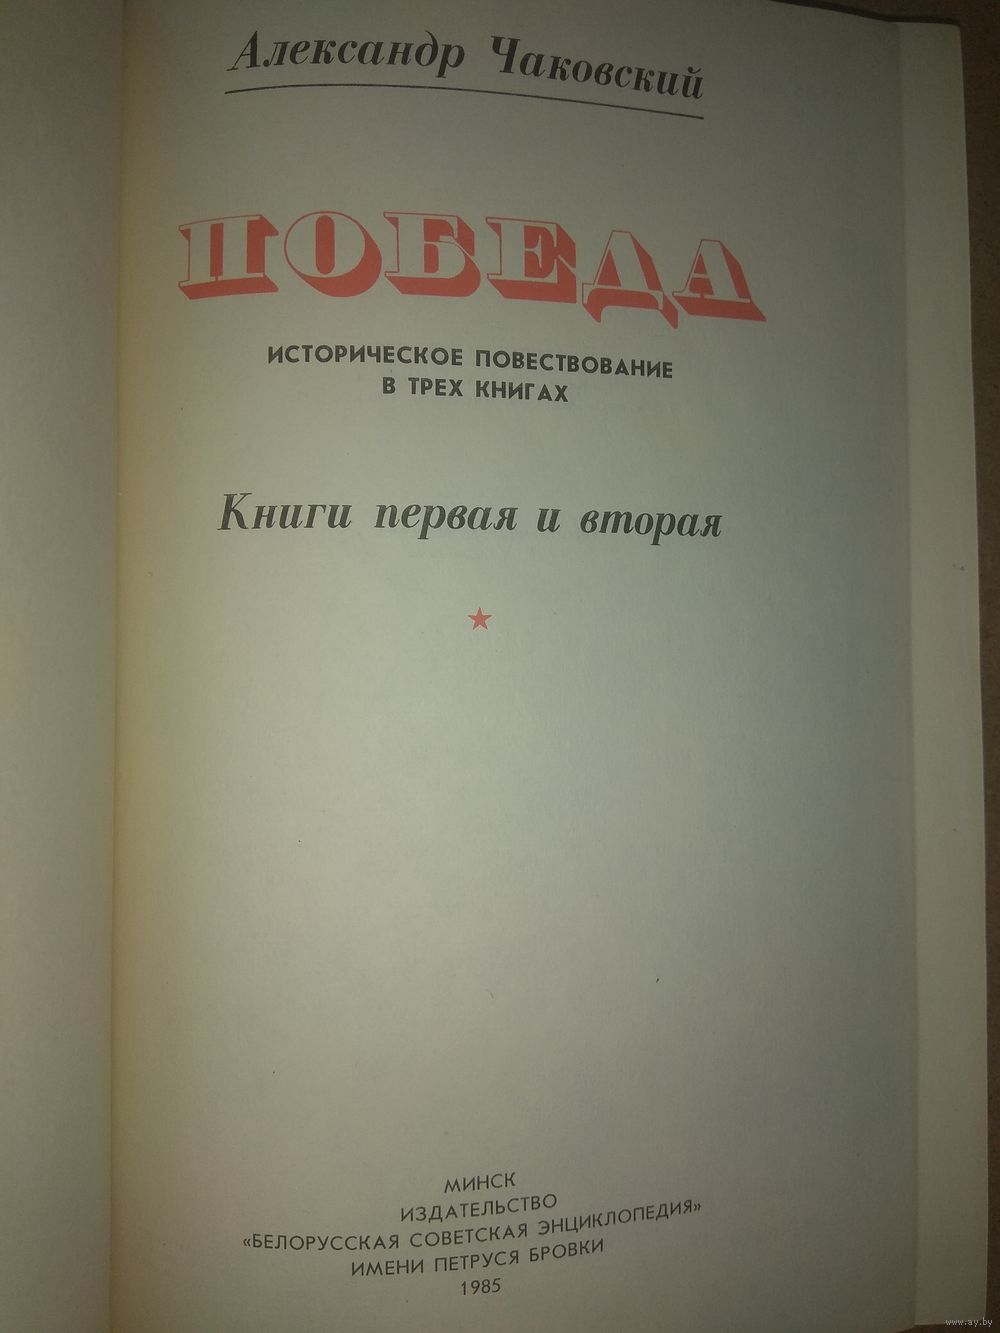 Александр Чаковский
ПОБЕДА
ИСТОРИЧЕСКОЕ ПОВЕСТВОВАНИЕ
В ТРЕХ КНИГАХ
Книги первая и вторая
МИНСК
ИЗДАТЕЛЬСТВО
«БЕЛОРУССКАЯ СОВЕТСКАЯ ЭНЦИКЛОПЕДИЯ»
ИМЕНИ ПЕТРУСЯ БРОВКИ
1985
www.ay.by